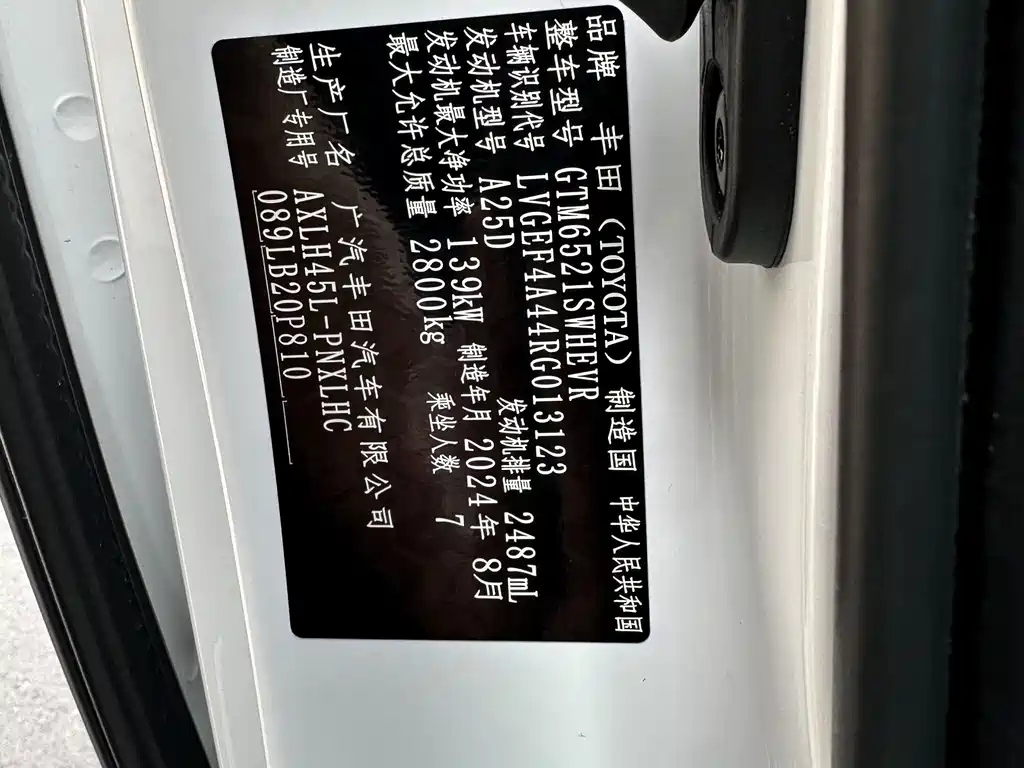 品牌 丰田(TOYOTA) 制造国 中华人民共和国
整车型号 GTM6521SWHEVR
车辆识别代号 LVGEF4A44RG013123
发动机型号 A25D 发动机排量 2487mL
发动机最大净功率 139kW 制造年月 2024年 8月
最大允许总质量 2800kg 乘坐人数 7
生产厂名 广汽丰田汽车有限公司
制造厂专用号 AXLH45L-PNXLHC
089LB20P810